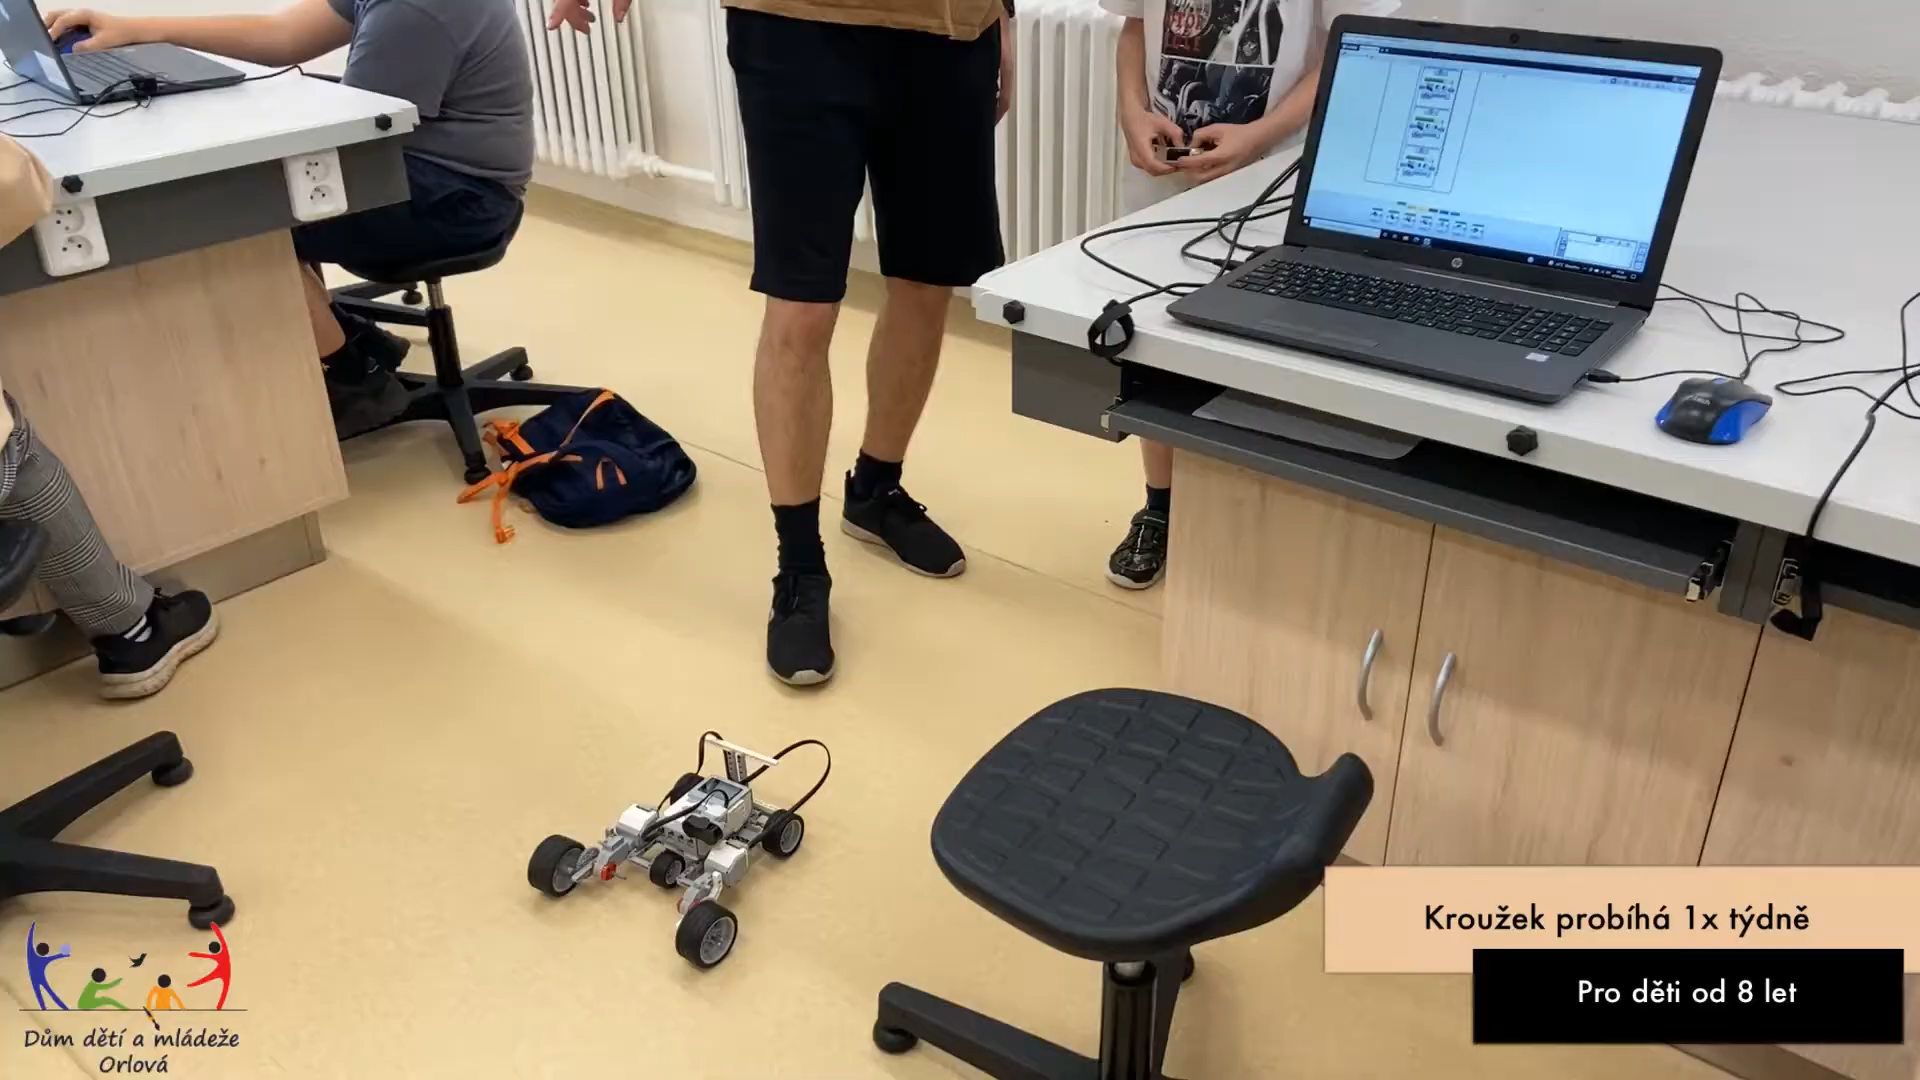 Kroužek probíhá 1x týdně
Pro děti od 8 let
Dům dětí a mládeže
Orlová